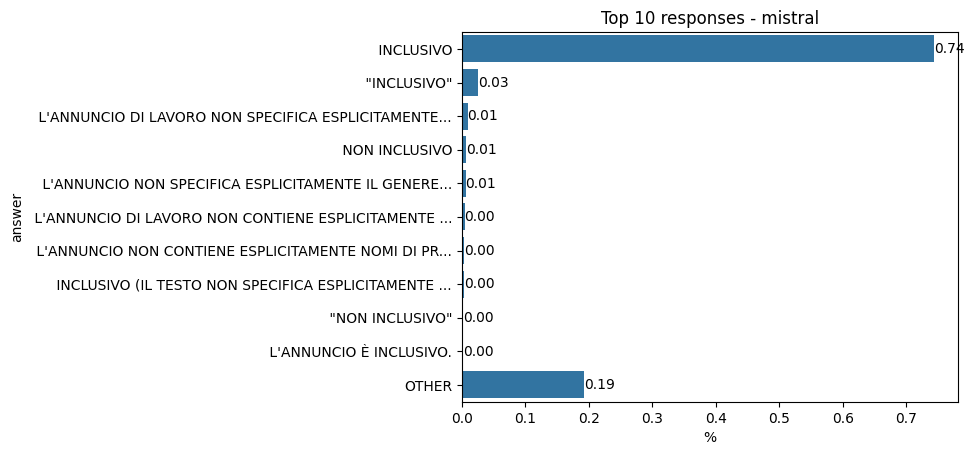 Top 10 responses - mistral
INCLUSIVO
0.74
"INCLUSIVO"
0.03
L'ANNUNCIO DI LAVORO NON SPECIFICA ESPLICITAMENTE...
0.01
NON INCLUSIVO
0.01
L'ANNUNCIO NON SPECIFICA ESPLICITAMENTE IL GENERE...
0.01
L'ANNUNCIO DI LAVORO NON CONTIENE ESPLICITAMENTE ...
0.00
L'ANNUNCIO NON CONTIENE ESPLICITAMENTE NOMI DI PR...
0.00
INCLUSIVO (IL TESTO NON SPECIFICA ESPLICITAMENTE ...
0.00
"NON INCLUSIVO"
0.00
L'ANNUNCIO È INCLUSIVO.
0.00
OTHER
0.19
answer
0.0 0.1 0.2 0.3 0.4 0.5 0.6 0.7
%